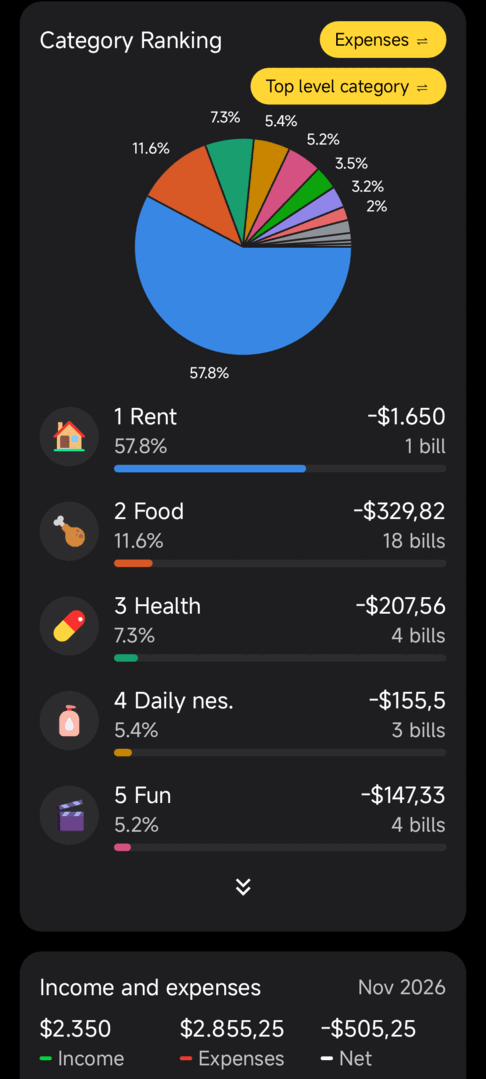 Category Ranking
Expenses ⇌
Top level category ⇌
7.3%
5.4%
11.6%
5.2%
3.5%
3.2%
2%
57.8%
1 Rent -$1.650
57.8% 1 bill
2 Food -$329,82
11.6% 18 bills
3 Health -$207,56
7.3% 4 bills
4 Daily nes. -$155,5
5.4% 3 bills
5 Fun -$147,33
5.2% 4 bills
Income and expenses Nov 2026
$2.350 $2.855,25 -$505,25
Income Expenses Net